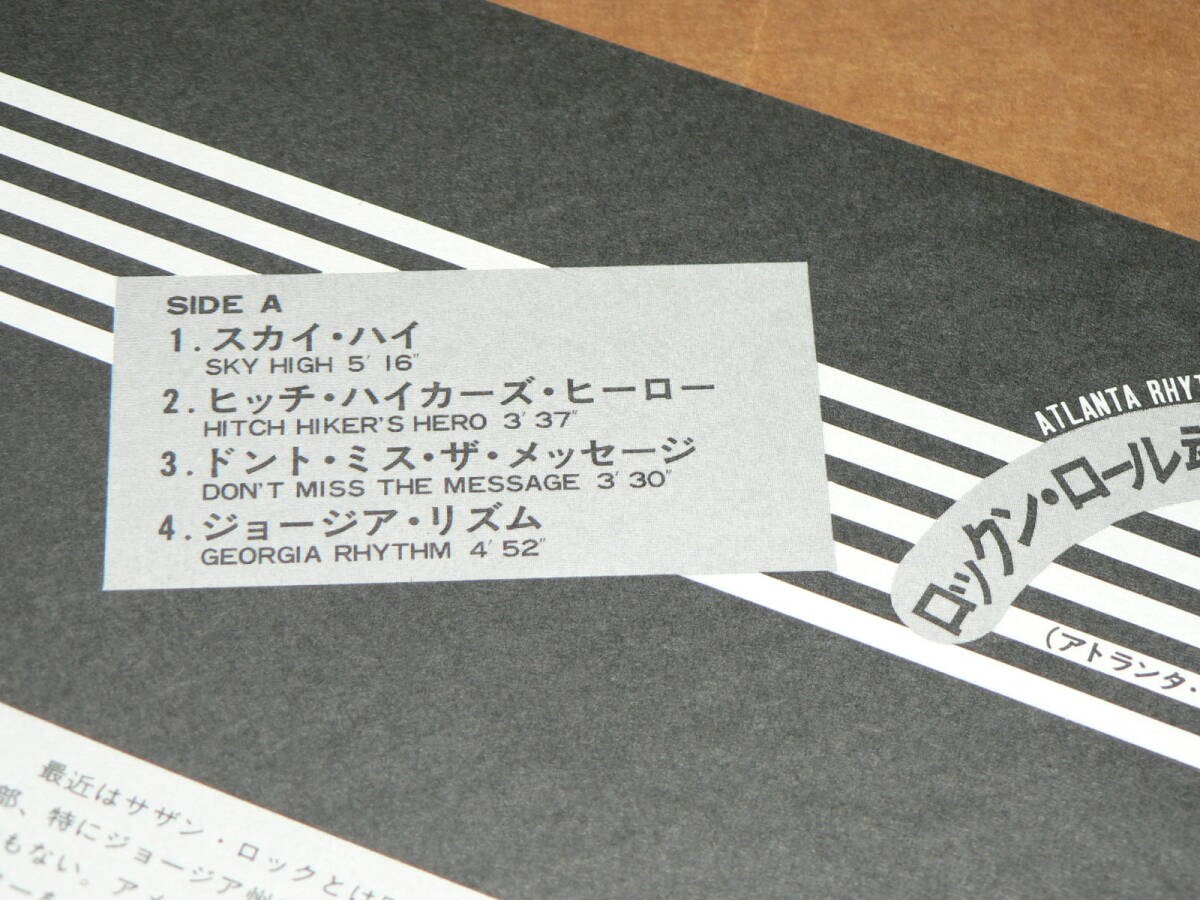 SIDE A
1. スカイ・ハイ
SKY HIGH 5′ 16″
2. ヒッチ・ハイカーズ・ヒーロー
HITCH HIKER'S HERO 3′ 37″
3. ドント・ミス・ザ・メッセージ
DON'T MISS THE MESSAGE 3′ 30″
4. ジョージア・リズム
GEORGIA RHYTHM 4′ 52″
ATLANTA RHYT
ロックン・ロール
(アトランタ・
最近はサザン・ロックとは
部、特にジョージア州
もない。アメ
ーを